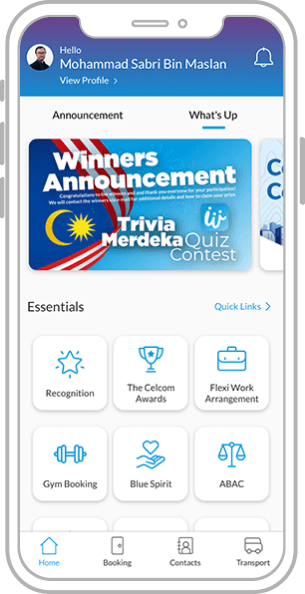 Hello
Mohammad Sabri Bin Maslan
View Profile
Announcement
What's Up
Winners
Announcement
Congratulations to the winners and thank you everyone for your participation!
We will contact the winners via e-mail for additional details and how to claim your prize.
Trivia
Merdeka Quiz
Contest
Co
Co
Essentials
Quick Links
Recognition
The Celcom
Awards
Flexi Work
Arrangement
Gym Booking
Blue Spirit
ABAC
Home
Booking
Contacts
Transport